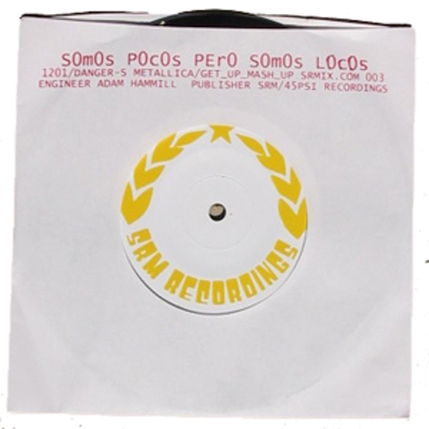 SOmOs POcOs PErO SOmOs LOcOs
1201/DANGER-S METALLICA/GET_UP_MASH_UP SRMIX.COM 003
ENGINEER ADAM HAMMILL PUBLISHER SRM/45PSI RECORDINGS
SRM RECORDINGS